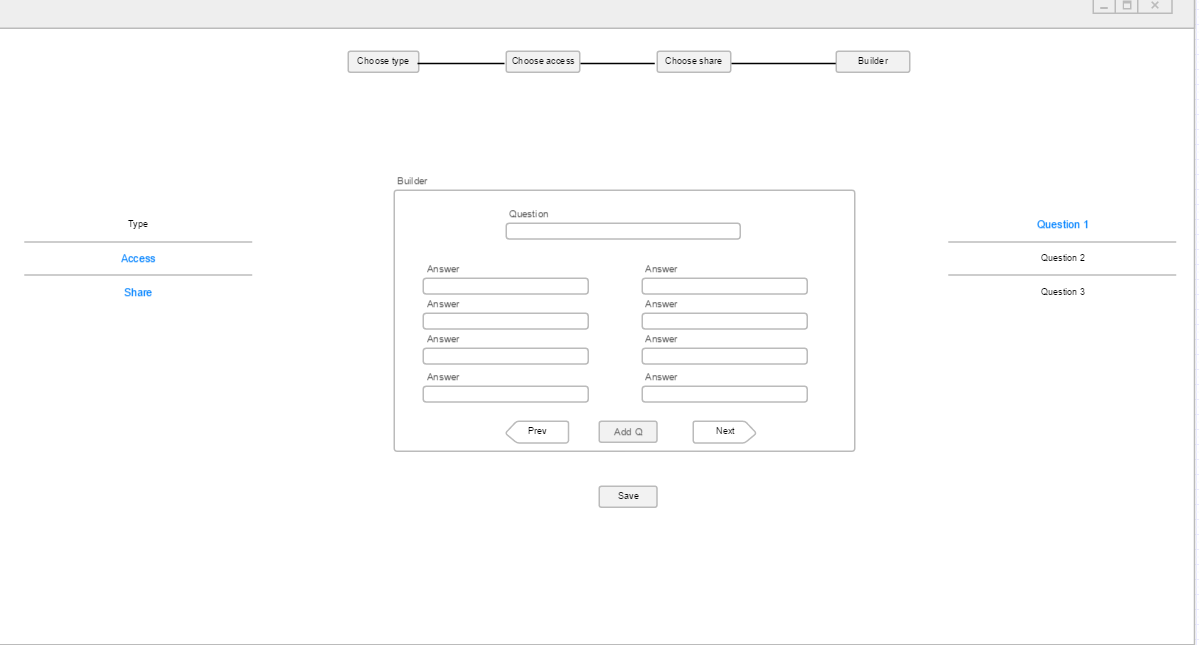 Choose type
Choose access
Choose share
Builder
Builder
Type
Access
Share
Question
Answer
Answer
Answer
Answer
Answer
Answer
Answer
Answer
Prev
Add Q
Next
Save
Question 1
Question 2
Question 3